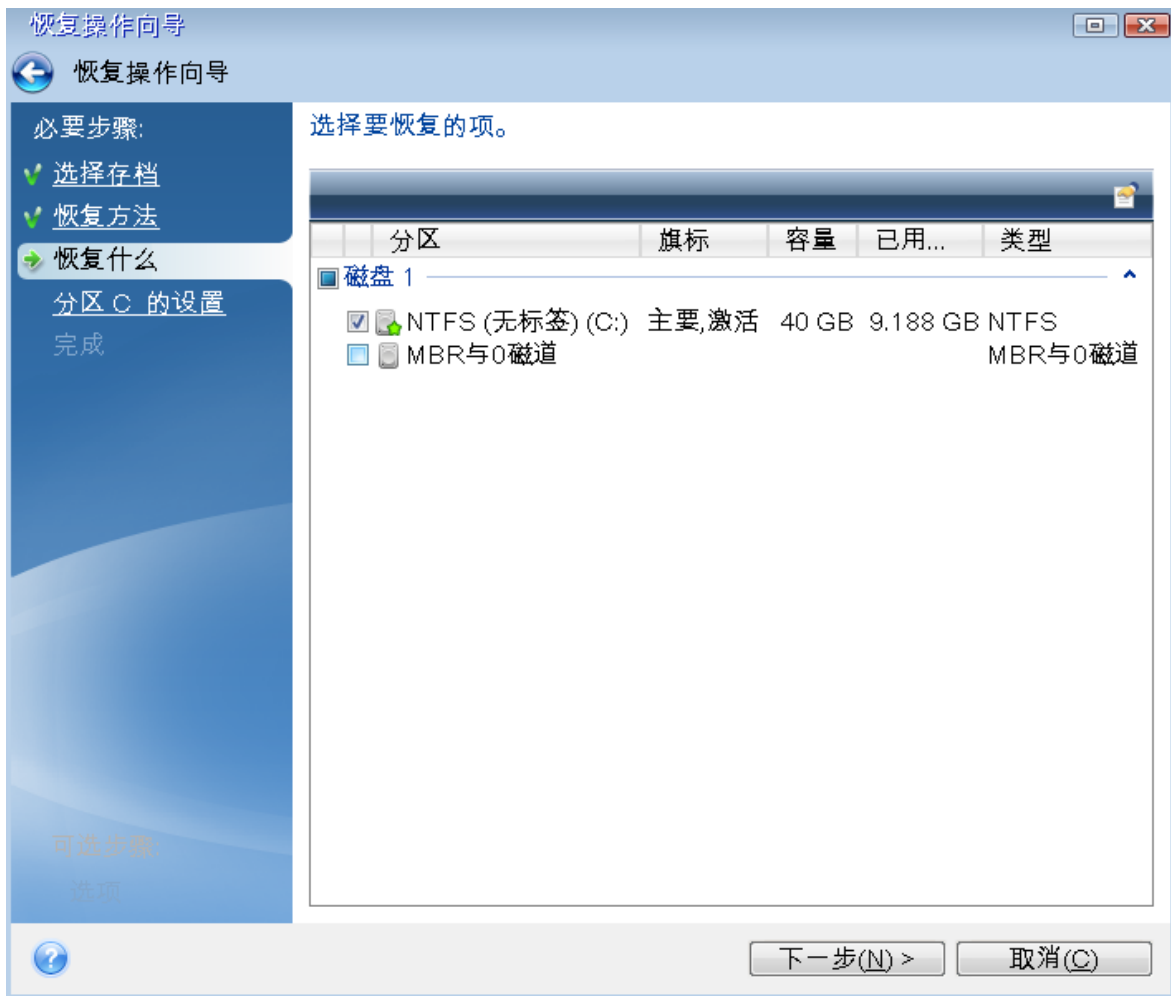 恢复操作向导
恢复操作向导
必要步骤:
选择存档
恢复方法
恢复什么
分区 C 的设置
完成
可选步骤:
选项
选择要恢复的项。
分区 旗标 容量 已用... 类型
磁盘 1
NTFS (无标签) (C:) 主要,激活 40 GB 9.188 GB NTFS
MBR与0磁道 MBR与0磁道
下一步(N) > 取消(C)